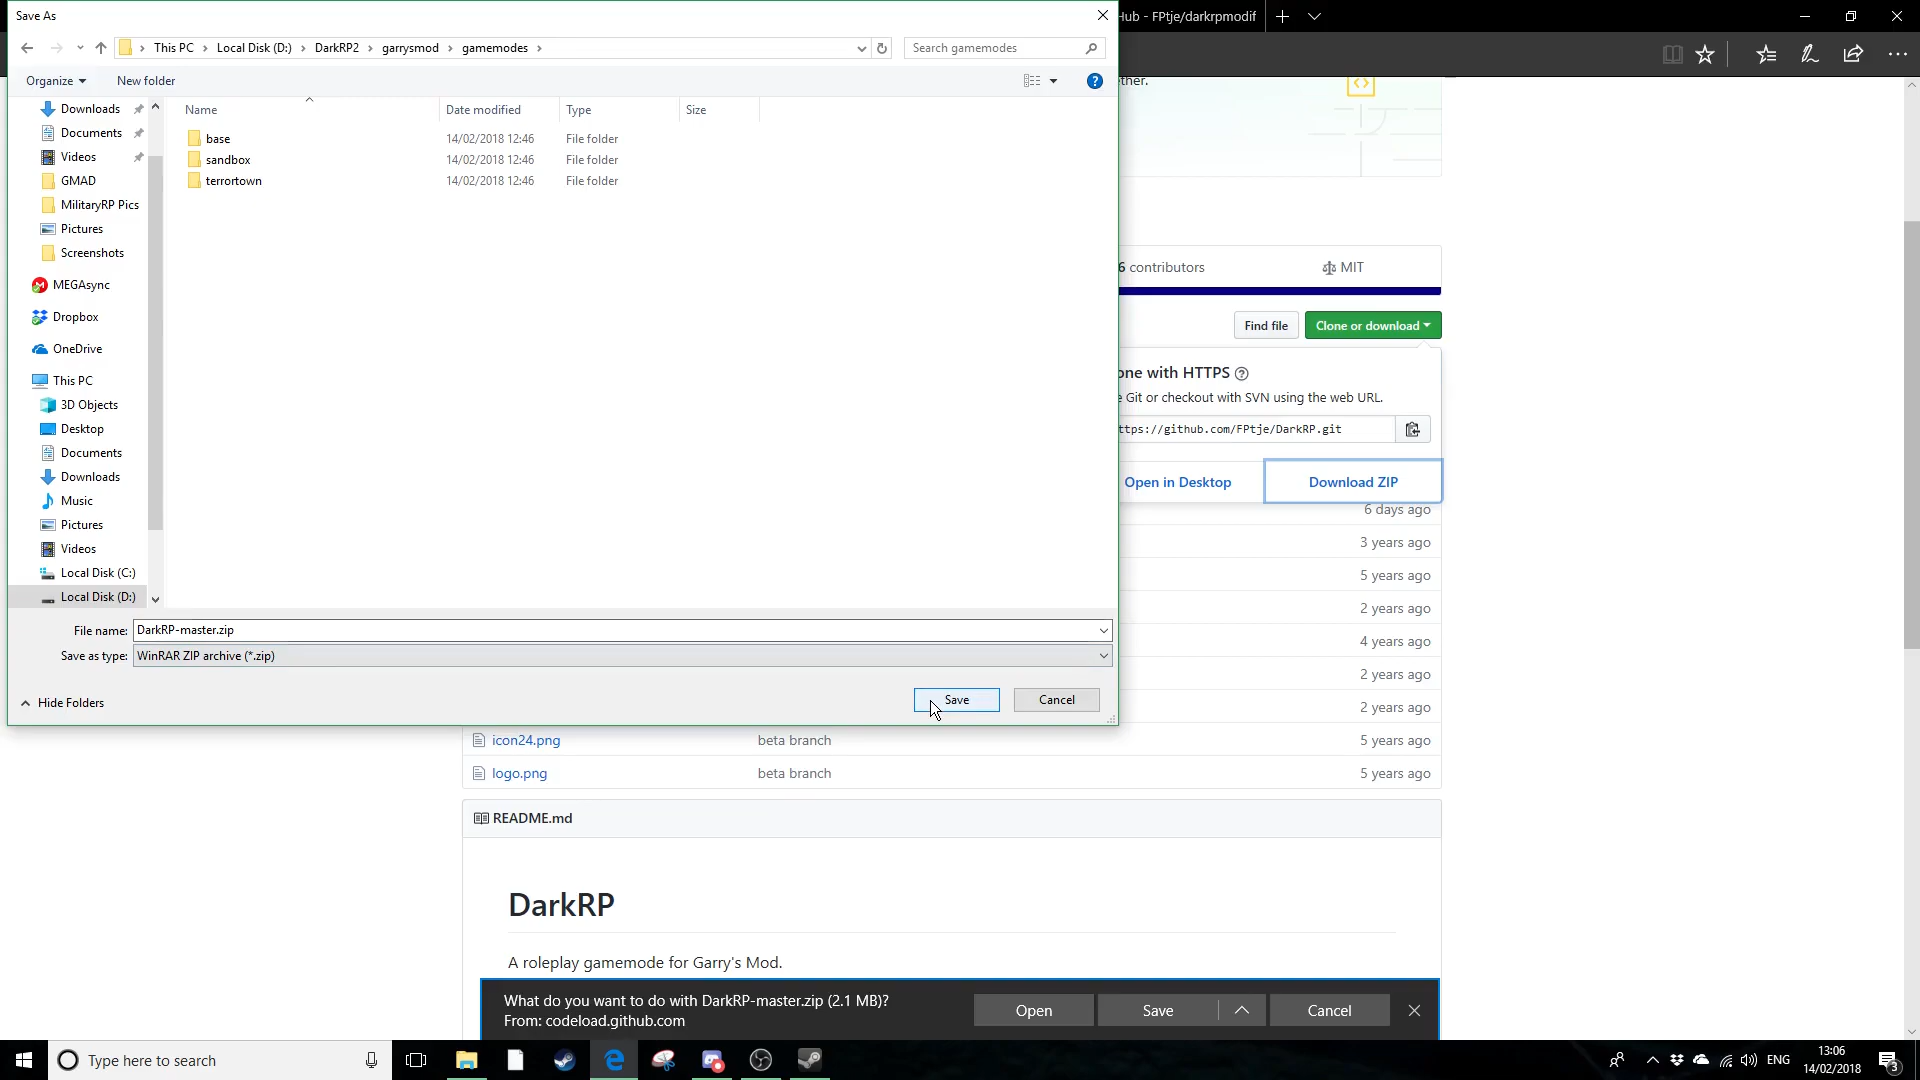 Save As
Hub - FPtje/darkrpmodif
This PC > Local Disk (D:) > DarkRP2 > garrysmod > gamemodes >
Search gamemodes
Organize
New folder
Name
Date modified
Type
Size
base 14/02/2018 12:46 File folder
sandbox 14/02/2018 12:46 File folder
terrortown 14/02/2018 12:46 File folder
Downloads
Documents
Videos
GMAD
MilitaryRP Pics
Pictures
Screenshots
MEGAsync
Dropbox
OneDrive
This PC
3D Objects
Desktop
Documents
Downloads
Music
Pictures
Videos
Local Disk (C:)
Local Disk (D:)
File name: DarkRP-master.zip
Save as type: WinRAR ZIP archive (*.zip)
Hide Folders
Save
Cancel
ther.
6 contributors
MIT
Find file
Clone or download
one with HTTPS
e Git or checkout with SVN using the web URL.
ttps://github.com/FPtje/DarkRP.git
Open in Desktop
Download ZIP
6 days ago
3 years ago
5 years ago
2 years ago
4 years ago
2 years ago
2 years ago
icon24.png beta branch 5 years ago
logo.png beta branch 5 years ago
README.md
DarkRP
A roleplay gamemode for Garry's Mod.
What do you want to do with DarkRP-master.zip (2.1 MB)?
From: codeload.github.com
Open
Save
Cancel
Type here to search
ENG
13:06
14/02/2018
3